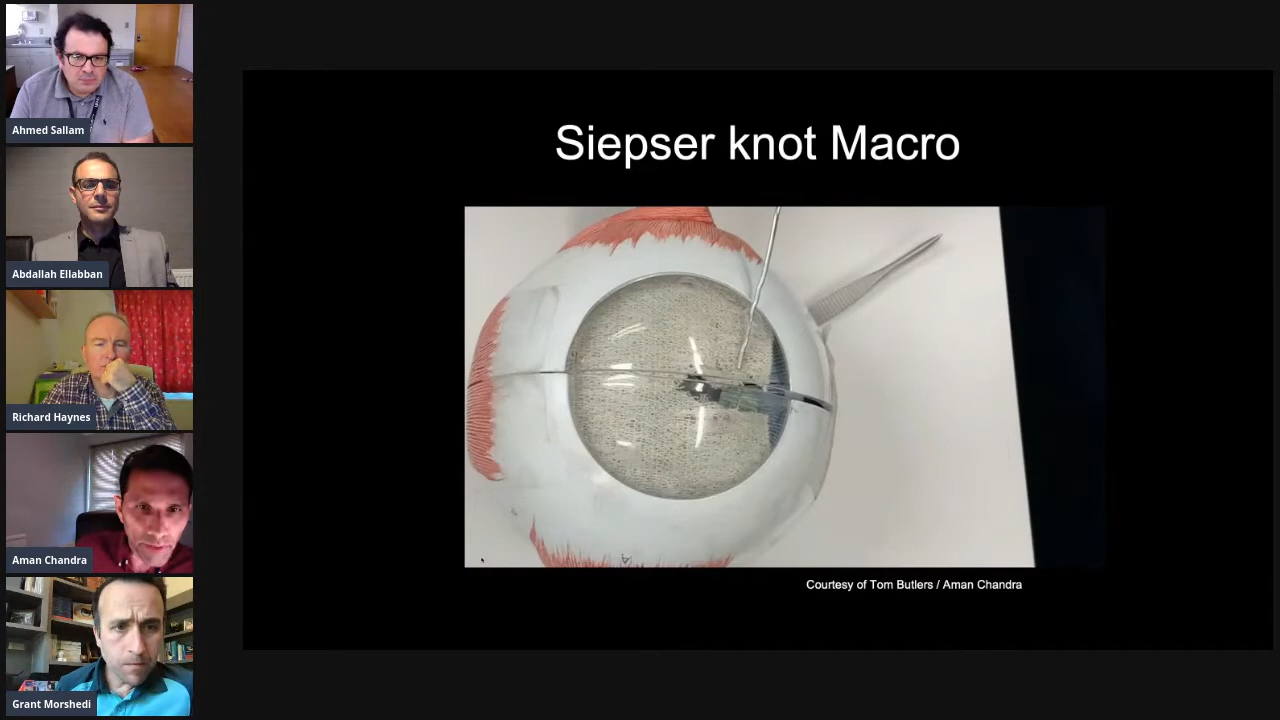 Ahmed Sallam
Abdallah Ellabban
Richard Haynes
Aman Chandra
Grant Morshedi
Siepser knot Macro
Courtesy of Tom Butlers / Aman Chandra